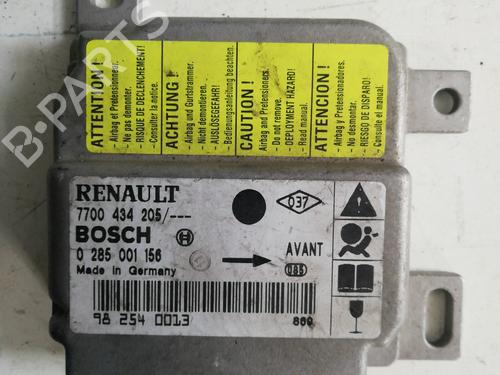 ATTENTION !
- Airbag et Pretensionneur.
- Ne pas demonter.
- RISQUE DE DECLENCHEMENT!
- Consulter la notice.
ACHTUNG !
- Airbag und Gurtstrammer.
- Nicht demontieren.
- AUSLÖSEGEFAHR!
- Bedienungsanleitung beachten.
CAUTION !
- Airbag and Pretensioners.
- Do not remove.
- DEPLOYMENT HAZARD!
- Read manual.
ATENCION !
- Airbag y Pretensionadores.
- No desmontar.
- RIESGO DE DISPARO!
- Consulte el manual.
RENAULT
7700 434 205/---
BOSCH
0 285 001 156
Made in Germany
037
AVANT
98 254 0013
869
B-PARTS